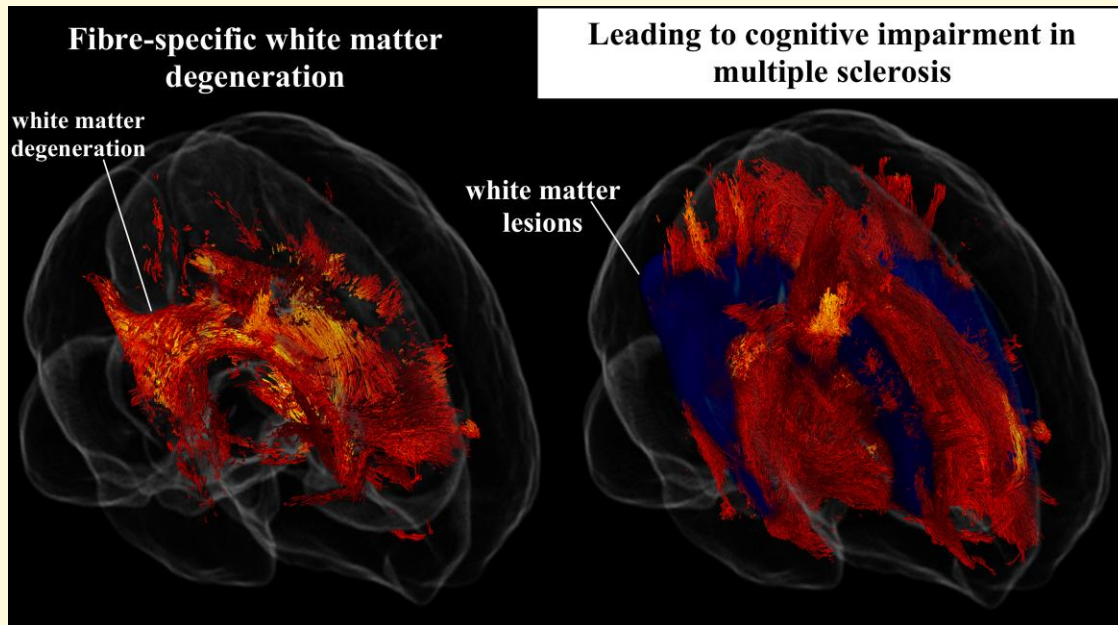 Fibre-specific white matter
degeneration
white matter
degeneration
Leading to cognitive impairment in
multiple sclerosis
white matter
lesions